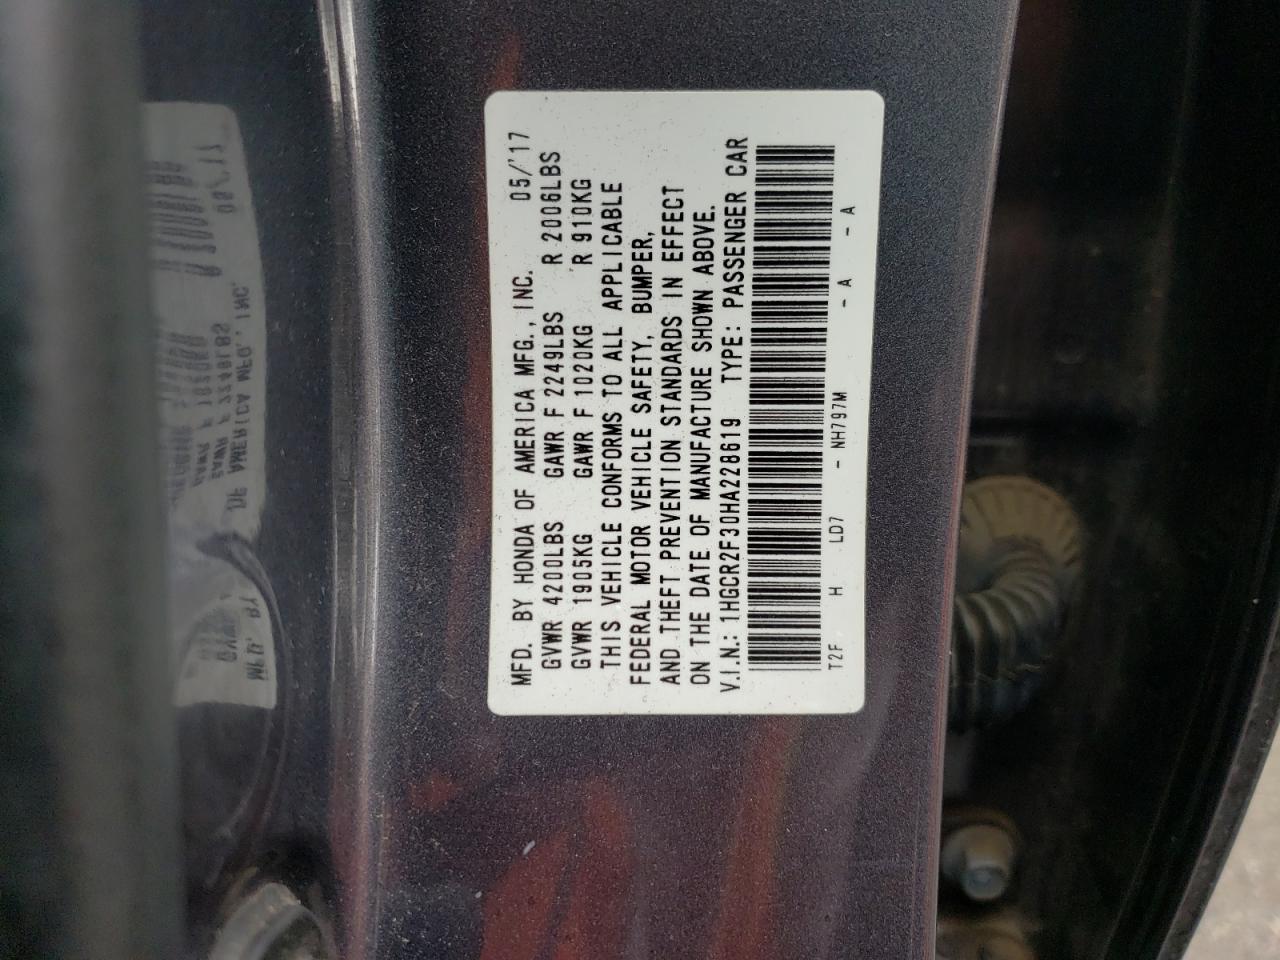 MFD. BY HONDA OF AMERICA MFG., INC. 05/'17
GVWR 4200LBS GAWR F 2249LBS R 2006LBS
GVWR 1905KG GAWR F 1020KG R 910KG
THIS VEHICLE CONFORMS TO ALL APPLICABLE
FEDERAL MOTOR VEHICLE SAFETY, BUMPER,
AND THEFT PREVENTION STANDARDS IN EFFECT
ON THE DATE OF MANUFACTURE SHOWN ABOVE.
V.I.N.: 1HGCR2F30HA228619 TYPE: PASSENGER CAR
T2F H LD7 - NH797M - A - A